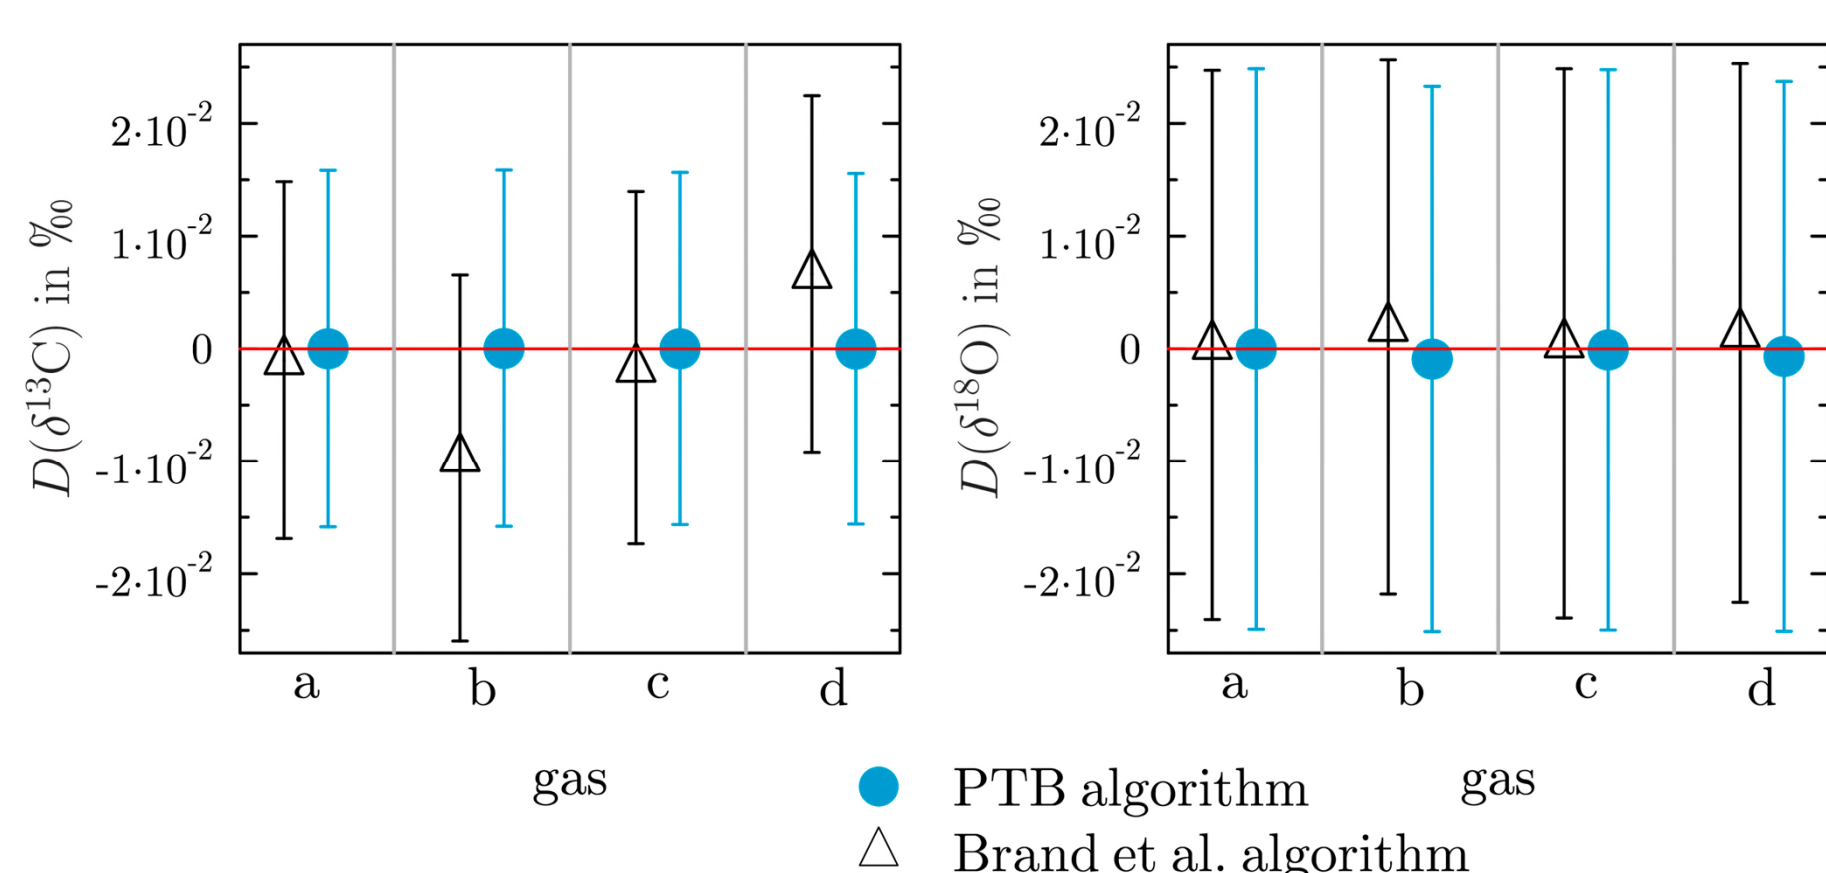 D(δ¹³C) in ‰
2·10⁻²
1·10⁻²
0
-1·10⁻²
-2·10⁻²
a b c d
gas
D(δ¹⁸O) in ‰
2·10⁻²
1·10⁻²
0
-1·10⁻²
-2·10⁻²
a b c d
gas
PTB algorithm
Brand et al. algorithm